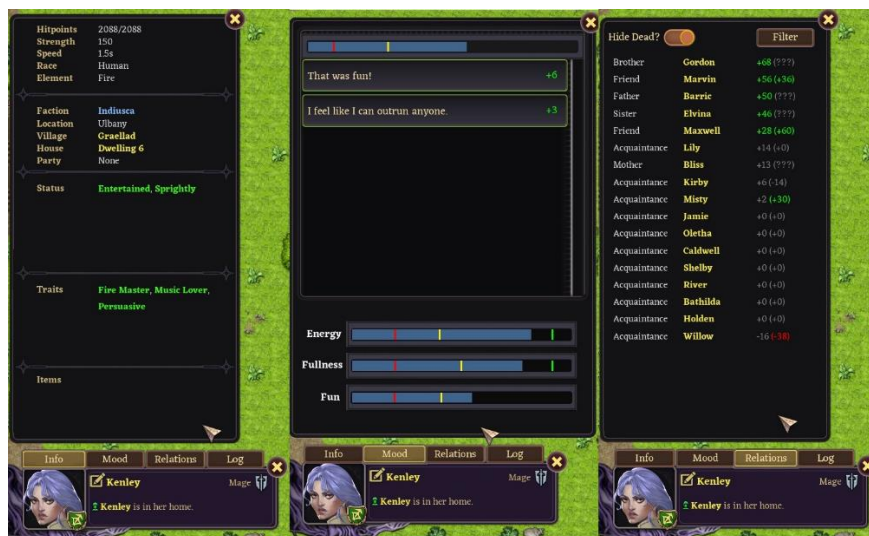 Hitpoints 2088/2088
Strength 150
Speed 1.5s
Race Human
Element Fire
Faction Indiusca
Location Ulbany
Village Graellad
House Dwelling 6
Party None
Status Entertained, Sprightly
Traits Fire Master, Music Lover,
Persuasive
Items
Info Mood Relations Log
Kenley Mage
Kenley is in her home.
That was fun! +6
I feel like I can outrun anyone. +3
Energy
Fullness
Fun
Info Mood Relations Log
Kenley Mage
Kenley is in her home.
Hide Dead? Filter
Brother Gordon +68 (???)
Friend Marvin +56 (+36)
Father Barric +50 (???)
Sister Elvina +46 (???)
Friend Maxwell +28 (+60)
Acquaintance Lily +14 (+0)
Mother Bliss +13 (???)
Acquaintance Kirby +6 (-14)
Acquaintance Misty +2 (+30)
Acquaintance Jamie +0 (+0)
Acquaintance Oletha +0 (+0)
Acquaintance Caldwell +0 (+0)
Acquaintance Shelby +0 (+0)
Acquaintance River +0 (+0)
Acquaintance Bathilda +0 (+0)
Acquaintance Holden +0 (+0)
Acquaintance Willow -16 (-38)
Info Mood Relations Log
Kenley Mage
Kenley is in her home.